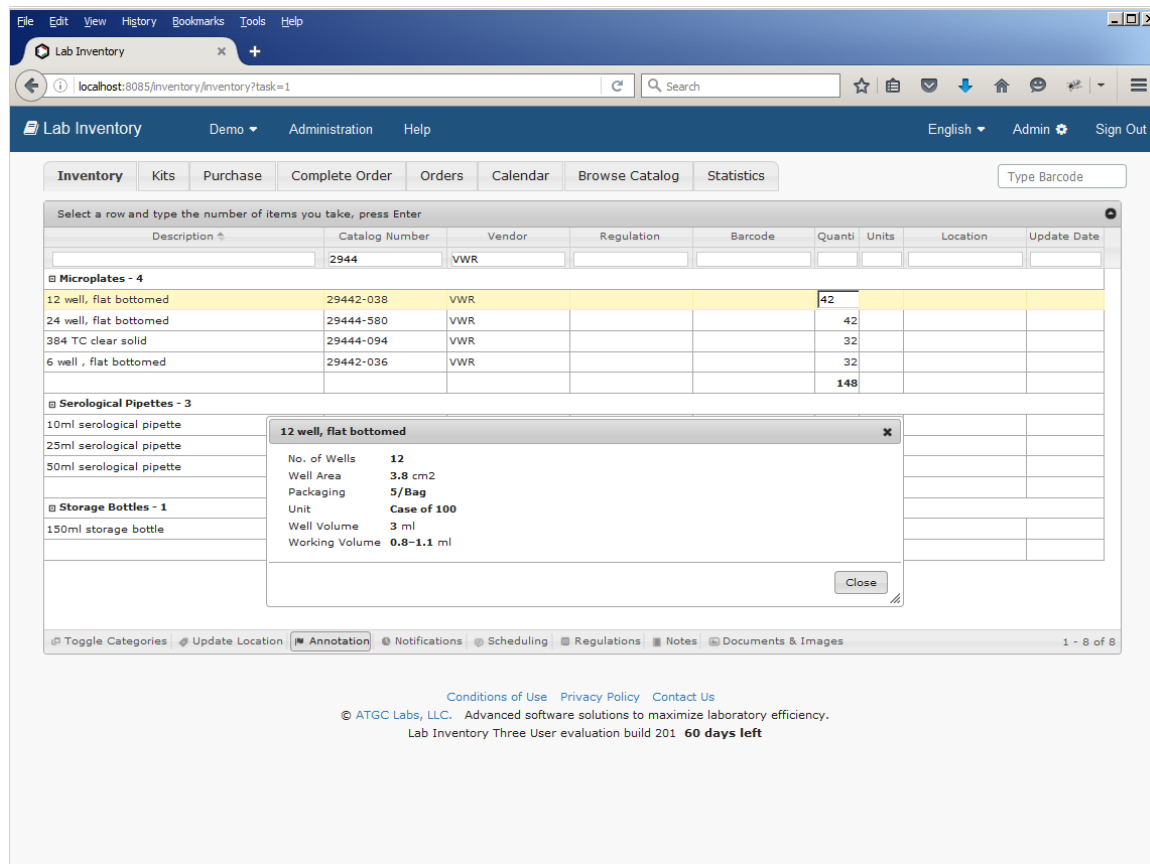 File Edit View History Bookmarks Tools Help
Lab Inventory × +
localhost:8085/inventory/inventory?task=1 Search
Lab Inventory Demo Administration Help English Admin Sign Out
Inventory Kits Purchase Complete Order Orders Calendar Browse Catalog Statistics Type Barcode
Select a row and type the number of items you take, press Enter
Description Catalog Number Vendor Regulation Barcode Quanti Units Location Update Date
2944 VWR
Microplates - 4
12 well, flat bottomed 29442-038 VWR 42
24 well, flat bottomed 29444-580 VWR 42
384 TC clear solid 29444-094 VWR 32
6 well , flat bottomed 29442-036 VWR 32
148
Serological Pipettes - 3
10ml serological pipette
25ml serological pipette
50ml serological pipette
Storage Bottles - 1
150ml storage bottle
12 well, flat bottomed
No. of Wells 12
Well Area 3.8 cm2
Packaging 5/Bag
Unit Case of 100
Well Volume 3 ml
Working Volume 0.8–1.1 ml
Close
Toggle Categories Update Location Annotation Notifications Scheduling Regulations Notes Documents & Images 1 - 8 of 8
Conditions of Use Privacy Policy Contact Us
© ATGC Labs, LLC. Advanced software solutions to maximize laboratory efficiency.
Lab Inventory Three User evaluation build 201 60 days left